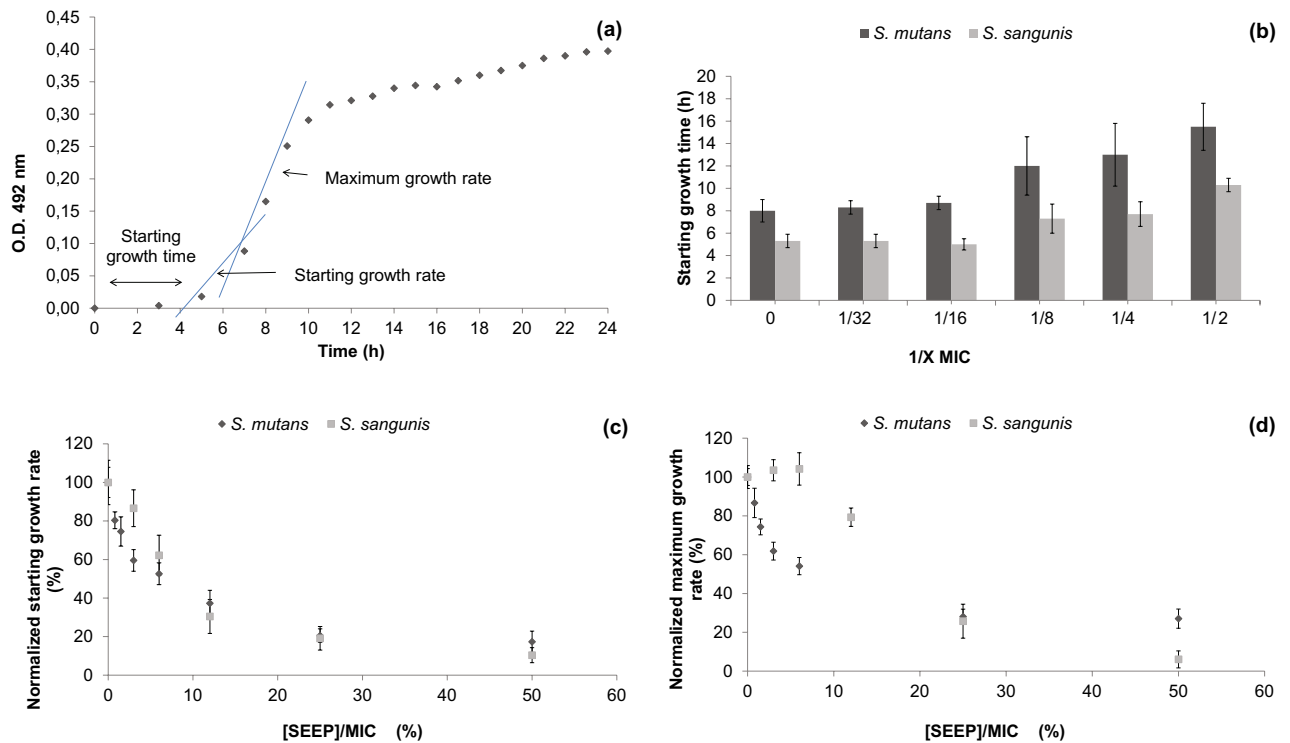 (a)
0,45
0,40
0,35
0,30
0,25
0,20
0,15
0,10
0,05
0,00
O.D. 492 nm
Maximum growth rate
Starting
growth time
Starting growth rate
0 2 4 6 8 10 12 14 16 18 20 22 24
Time (h)
(b)
S. mutans S. sangunis
20
18
16
14
12
10
8
6
4
2
0
Starting growth time (h)
0 1/32 1/16 1/8 1/4 1/2
1/X MIC
(c)
S. mutans S. sangunis
120
100
80
60
40
20
0
Normalized starting growth rate
(%)
0 10 20 30 40 50 60
[SEEP]/MIC (%)
(d)
S. mutans S. sangunis
120
100
80
60
40
20
0
Normalized maximum growth
rate (%)
0 10 20 30 40 50 60
[SEEP]/MIC (%)